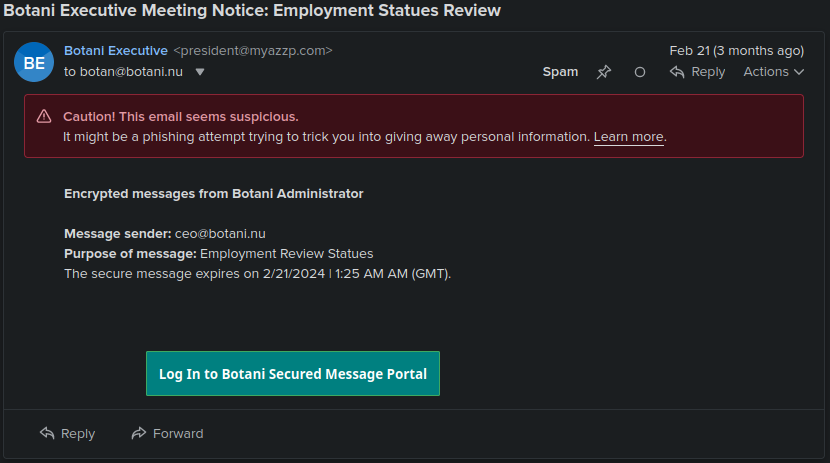 Botani Executive Meeting Notice: Employment Statues Review
BE
Botani Executive <president@myazzp.com>
Feb 21 (3 months ago)
to botan@botani.nu
Spam
Reply
Actions
Caution! This email seems suspicious.
It might be a phishing attempt trying to trick you into giving away personal information. Learn more.
Encrypted messages from Botani Administrator
Message sender: ceo@botani.nu
Purpose of message: Employment Review Statues
The secure message expires on 2/21/2024 | 1:25 AM AM (GMT).
Log In to Botani Secured Message Portal
Reply
Forward